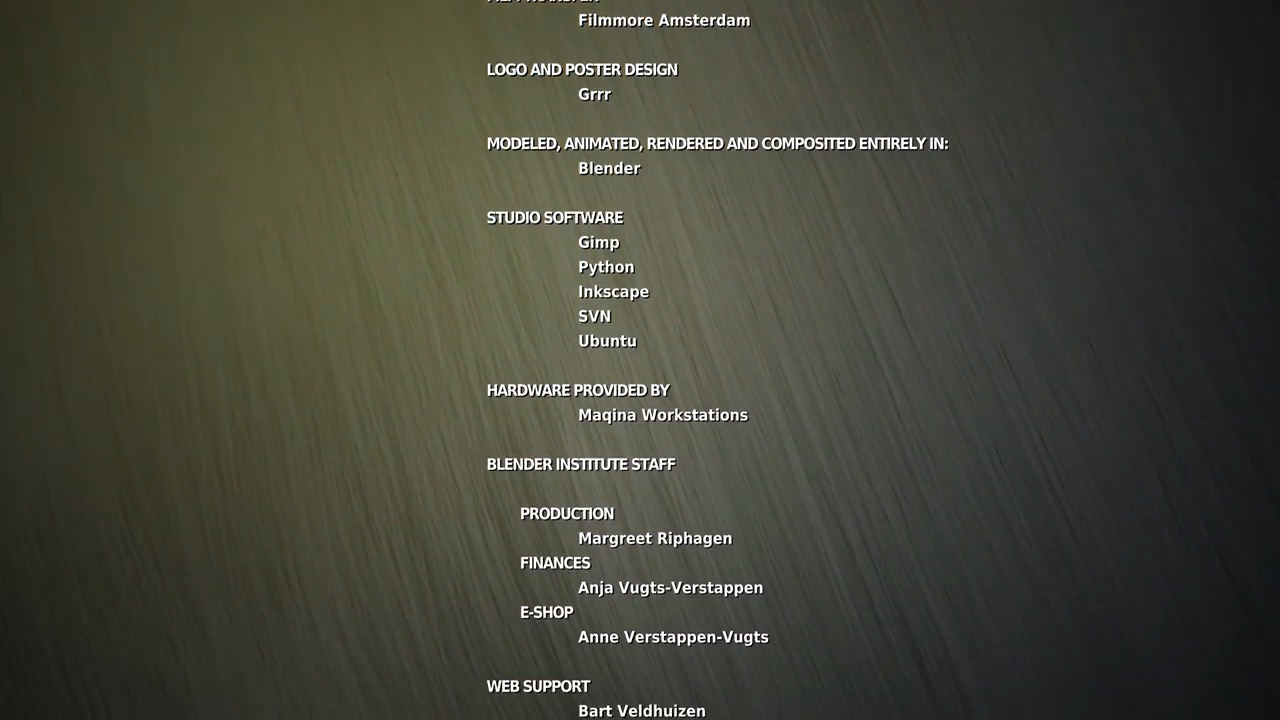 Filmmore Amsterdam
LOGO AND POSTER DESIGN
Grrr
MODELED, ANIMATED, RENDERED AND COMPOSITED ENTIRELY IN:
Blender
STUDIO SOFTWARE
Gimp
Python
Inkscape
SVN
Ubuntu
HARDWARE PROVIDED BY
Maqina Workstations
BLENDER INSTITUTE STAFF
PRODUCTION
Margreet Riphagen
FINANCES
Anja Vugts-Verstappen
E-SHOP
Anne Verstappen-Vugts
WEB SUPPORT
Bart Veldhuizen